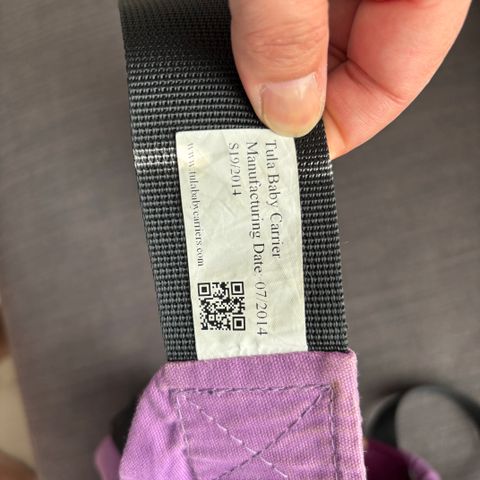 Tula Baby Carrier
Manufacturing Date: 07/2014
S19/2014
www.tulababycarriers.com